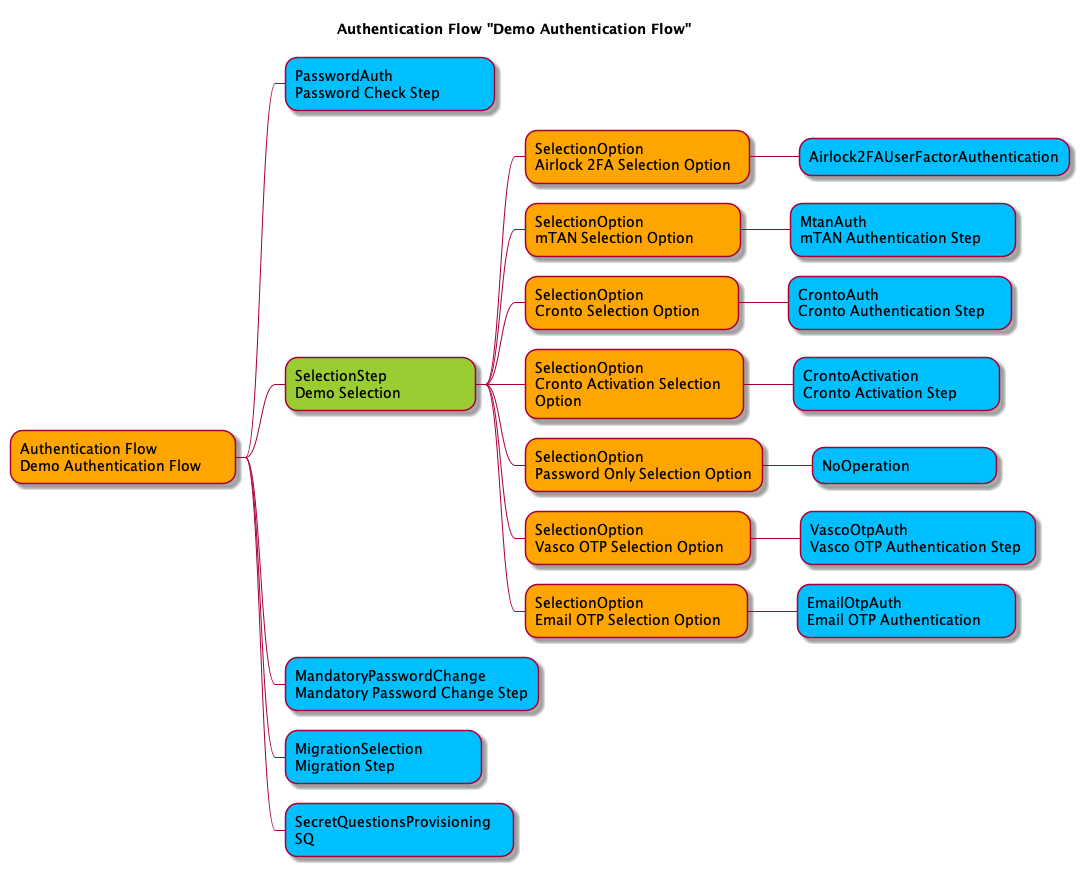 Authentication Flow "Demo Authentication Flow"
PasswordAuth
Password Check Step
SelectionOption
Airlock 2FA Selection Option
Airlock2FAUserFactorAuthentication
SelectionOption
mTAN Selection Option
MtanAuth
mTAN Authentication Step
SelectionOption
Cronto Selection Option
CrontoAuth
Cronto Authentication Step
SelectionStep
Demo Selection
SelectionOption
Cronto Activation Selection
Option
CrontoActivation
Cronto Activation Step
Authentication Flow
Demo Authentication Flow
SelectionOption
Password Only Selection Option
NoOperation
SelectionOption
Vasco OTP Selection Option
VascoOtpAuth
Vasco OTP Authentication Step
SelectionOption
Email OTP Selection Option
EmailOtpAuth
Email OTP Authentication
MandatoryPasswordChange
Mandatory Password Change Step
MigrationSelection
Migration Step
SecretQuestionsProvisioning
SQ